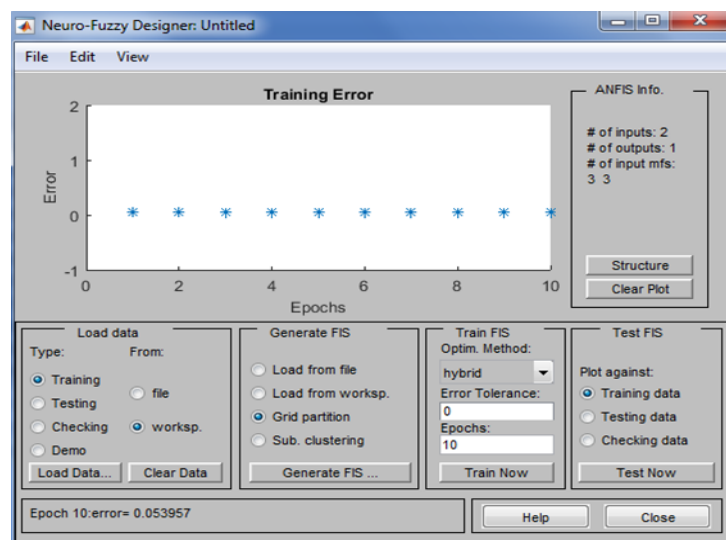 Neuro-Fuzzy Designer: Untitled
File Edit View
Training Error
2
1
0
-1
Error
0 2 4 6 8 10
Epochs
ANFIS Info.
# of inputs: 2
# of outputs: 1
# of input mfs:
3 3
Structure
Clear Plot
Load data
Type: From:
Training
Testing
Checking
Demo
file
worksp.
Load Data... Clear Data
Generate FIS
Load from file
Load from worksp.
Grid partition
Sub. clustering
Generate FIS ...
Train FIS
Optim. Method:
hybrid
Error Tolerance:
0
Epochs:
10
Train Now
Test FIS
Plot against:
Training data
Testing data
Checking data
Test Now
Epoch 10:error= 0.053957
Help Close